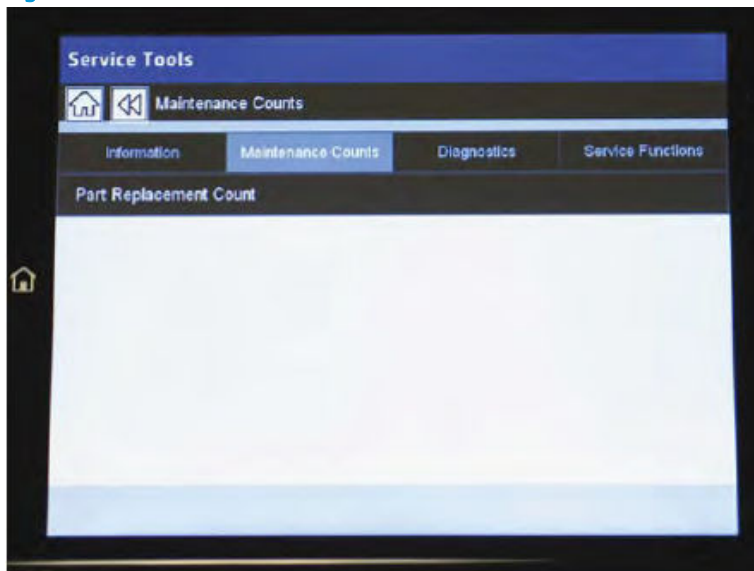 Service Tools
Maintenance Counts
Information Maintenance Counts Diagnostics Service Functions
Part Replacement Count